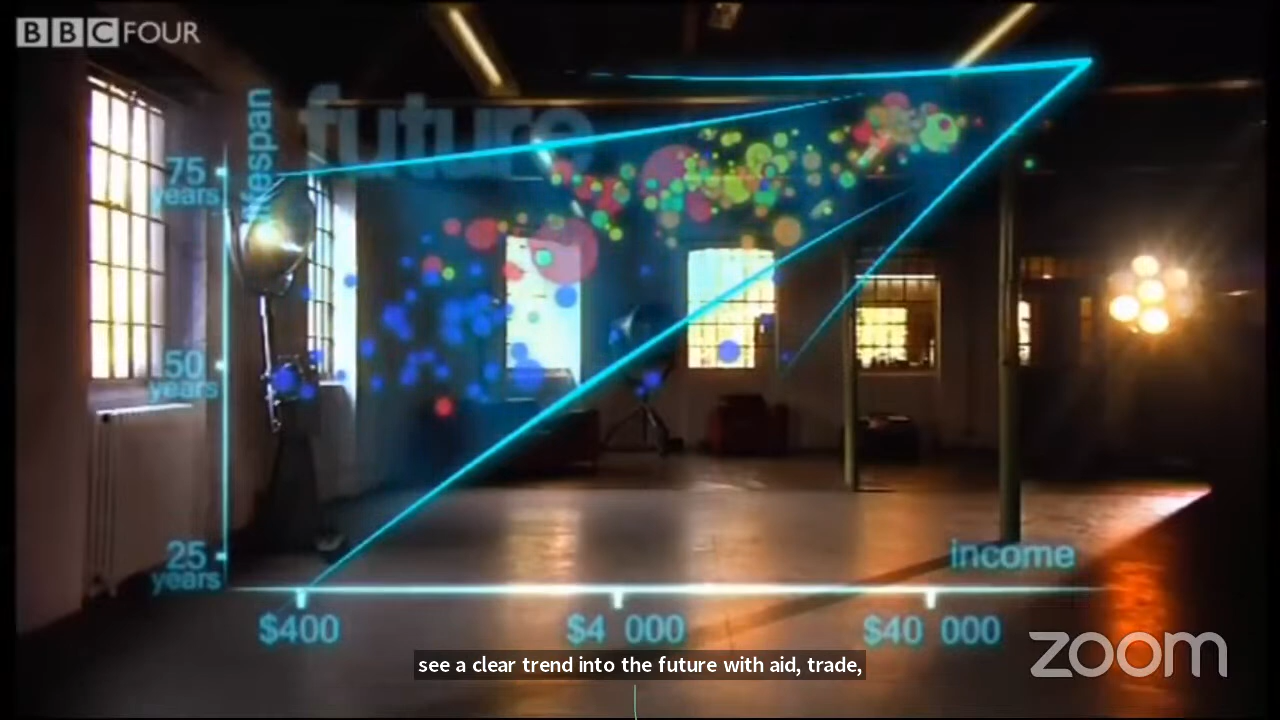 BBC FOUR
future
lifespan
75
years
50
years
25
years
income
$400
$4 000
$40 000
zoom
see a clear trend into the future with aid, trade,